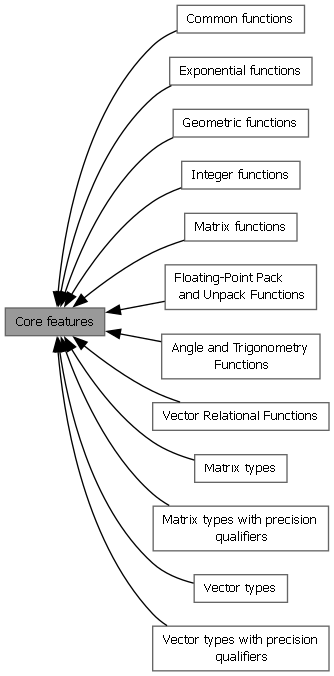 Common functions
Exponential functions
Geometric functions
Integer functions
Matrix functions
Floating-Point Pack
and Unpack Functions
Core features
Angle and Trigonometry
Functions
Vector Relational Functions
Matrix types
Matrix types with precision
qualifiers
Vector types
Vector types with precision
qualifiers